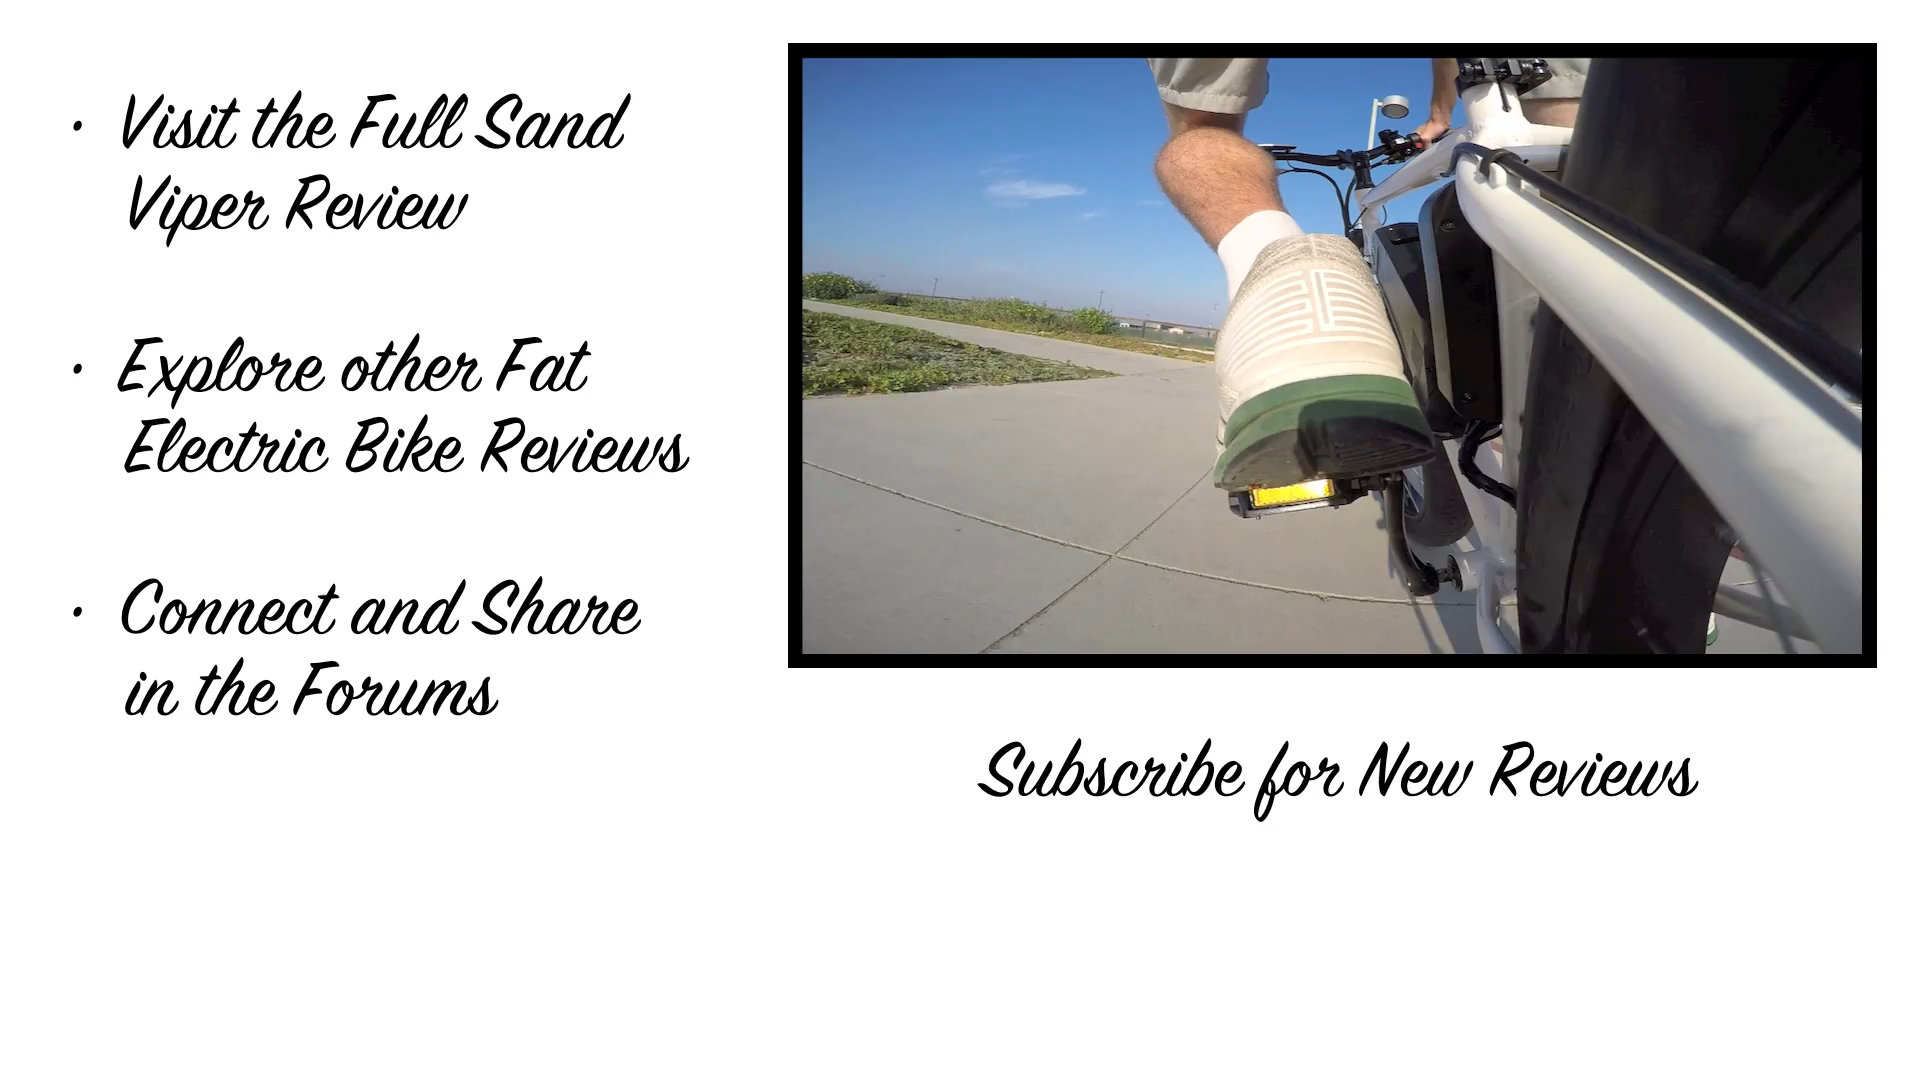 • Visit the Full Sand
Viper Review
• Explore other Fat
Electric Bike Reviews
• Connect and Share
in the Forums
Subscribe for New Reviews